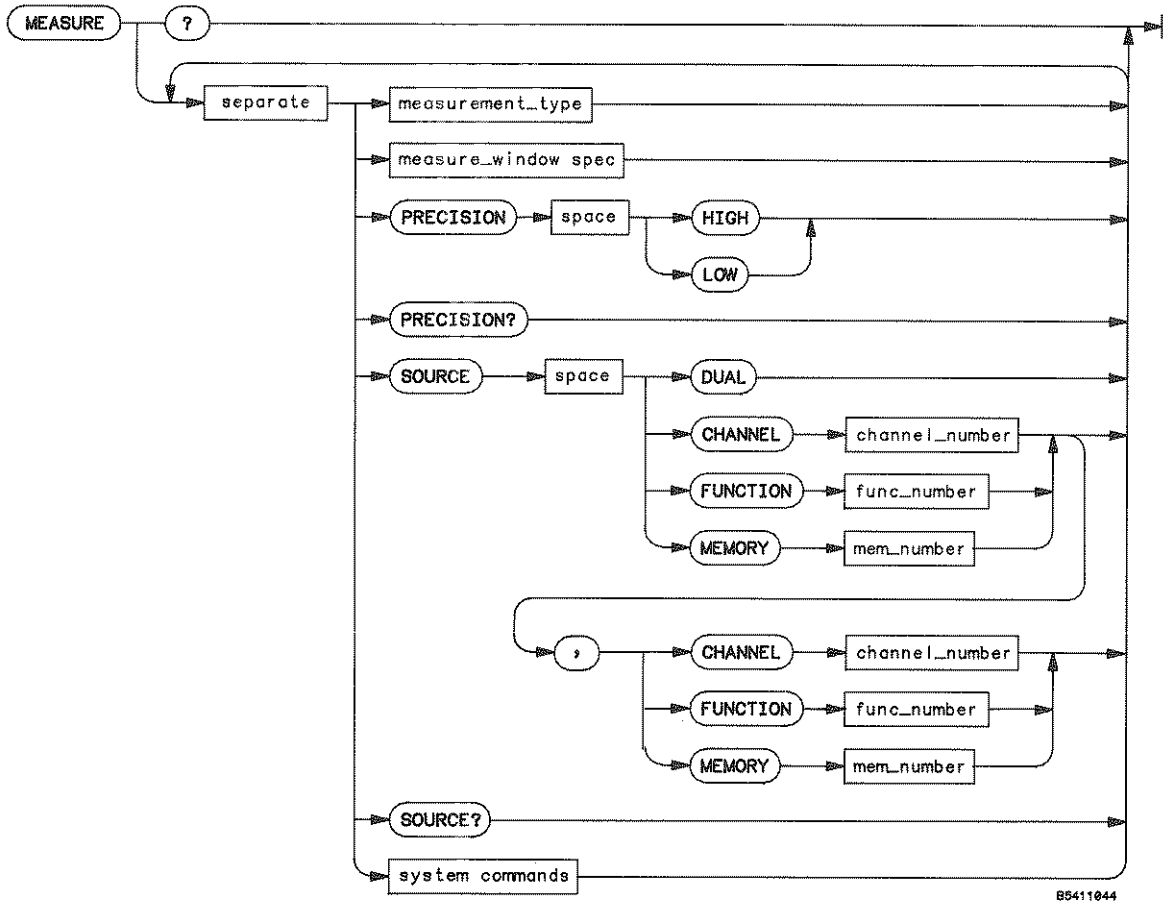 MEASURE ?
separate measurement_type
measure_window spec
PRECISION space HIGH
LOW
PRECISION?
SOURCE space DUAL
CHANNEL channel_number
FUNCTION func_number
MEMORY mem_number
, CHANNEL channel_number
FUNCTION func_number
MEMORY mem_number
SOURCE?
system commands
B5411044